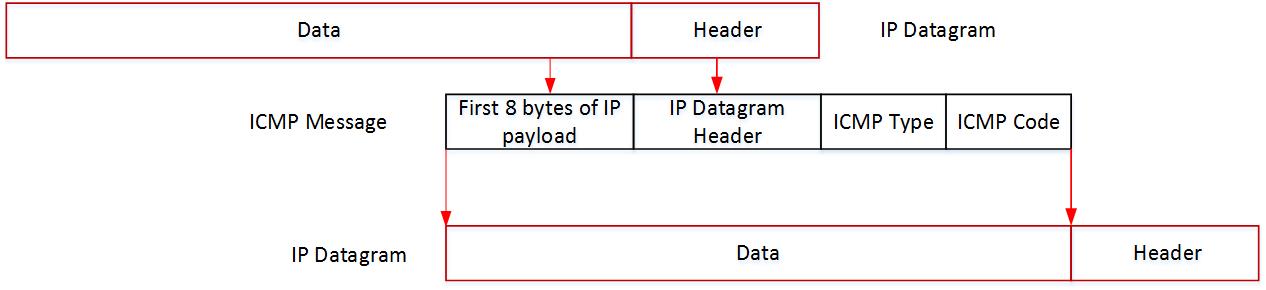 Data
Header
IP Datagram
ICMP Message
First 8 bytes of IP
payload
IP Datagram
Header
ICMP Type
ICMP Code
IP Datagram
Data
Header